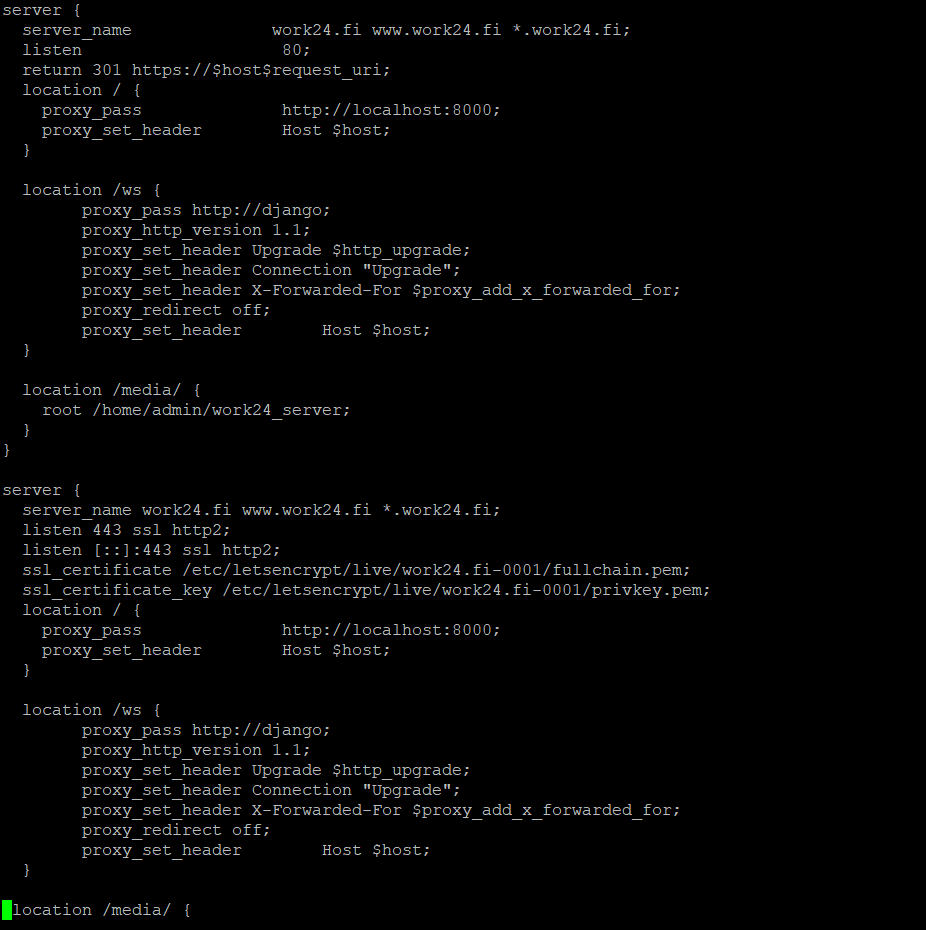 server {
  server_name              work24.fi www.work24.fi *.work24.fi;
  listen                    80;
  return 301 https://$host$request_uri;
  location / {
    proxy_pass              http://localhost:8000;
    proxy_set_header        Host $host;
  }

  location /ws {
        proxy_pass http://django;
        proxy_http_version 1.1;
        proxy_set_header Upgrade $http_upgrade;
        proxy_set_header Connection "Upgrade";
        proxy_set_header X-Forwarded-For $proxy_add_x_forwarded_for;
        proxy_redirect off;
        proxy_set_header        Host $host;
  }

  location /media/ {
    root /home/admin/work24_server;
  }
}

server {
  server_name work24.fi www.work24.fi *.work24.fi;
  listen 443 ssl http2;
  listen [::]:443 ssl http2;
  ssl_certificate /etc/letsencrypt/live/work24.fi-0001/fullchain.pem;
  ssl_certificate_key /etc/letsencrypt/live/work24.fi-0001/privkey.pem;
  location / {
    proxy_pass              http://localhost:8000;
    proxy_set_header        Host $host;
  }

  location /ws {
        proxy_pass http://django;
        proxy_http_version 1.1;
        proxy_set_header Upgrade $http_upgrade;
        proxy_set_header Connection "Upgrade";
        proxy_set_header X-Forwarded-For $proxy_add_x_forwarded_for;
        proxy_redirect off;
        proxy_set_header        Host $host;
  }

 location /media/ {